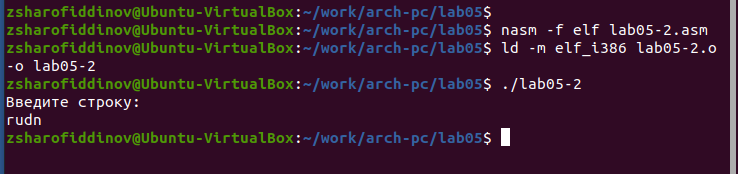 zsharofiddinov@Ubuntu-VirtualBox:~/work/arch-pc/lab05$
zsharofiddinov@Ubuntu-VirtualBox:~/work/arch-pc/lab05$ nasm -f elf lab05-2.asm
zsharofiddinov@Ubuntu-VirtualBox:~/work/arch-pc/lab05$ ld -m elf_i386 lab05-2.o
-o lab05-2
zsharofiddinov@Ubuntu-VirtualBox:~/work/arch-pc/lab05$ ./lab05-2
Введите строку:
rudn
zsharofiddinov@Ubuntu-VirtualBox:~/work/arch-pc/lab05$